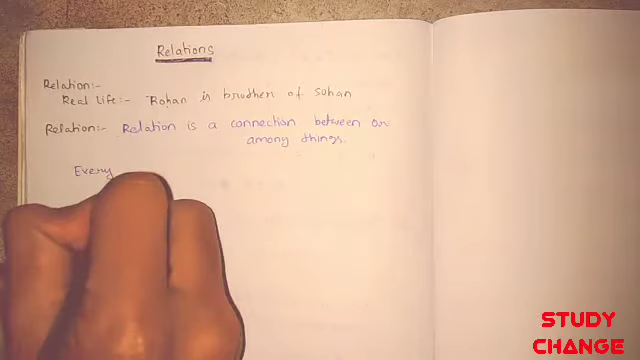 Relations
Relation:-
Real Life:- Rohan is brother of Sohan
Relation:- Relation is a connection between or
among things.
Every
STUDY
CHANGE